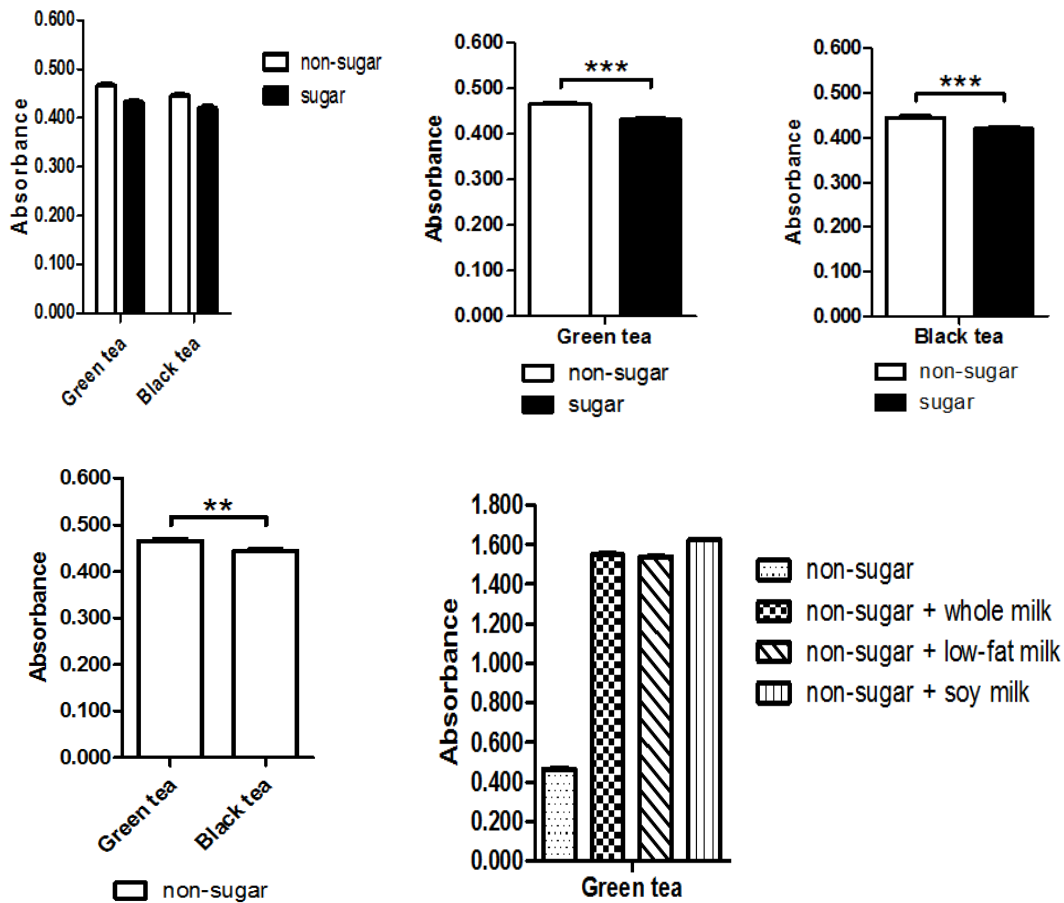 0.600
0.500
0.400
0.300
0.200
0.100
0.000
Absorbance
Green tea
Black tea
non-sugar
sugar
0.600
0.500
0.400
0.300
0.200
0.100
0.000
Absorbance
***
Green tea
non-sugar
sugar
0.600
0.500
0.400
0.300
0.200
0.100
0.000
Absorbance
***
Black tea
non-sugar
sugar
0.600
0.500
0.400
0.300
0.200
0.100
0.000
Absorbance
**
Green tea
Black tea
non-sugar
1.800
1.600
1.400
1.200
1.000
0.800
0.600
0.400
0.200
0.000
Absorbance
Green tea
non-sugar
non-sugar + whole milk
non-sugar + low-fat milk
non-sugar + soy milk